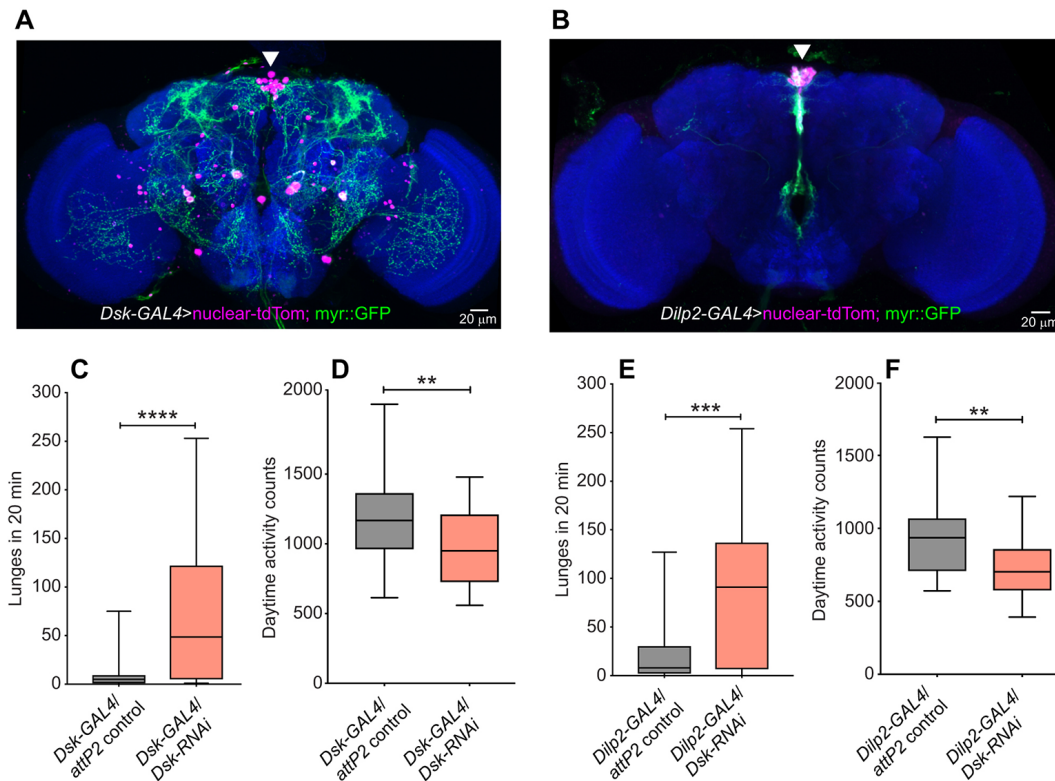 A
B
Dsk-GAL4>nuclear-tdTom; myr::GFP
20 µm
Dilp2-GAL4>nuclear-tdTom; myr::GFP
20 µm
C
300
250
200
150
100
50
0
Lunges in 20 min
****
Dsk-GAL4/
attP2 control
Dsk-GAL4/
Dsk-RNAi
D
2000
1500
1000
500
0
Daytime activity counts
**
Dsk-GAL4/
attP2 control
Dsk-GAL4/
Dsk-RNAi
E
300
250
200
150
100
50
0
Lunges in 20 min
***
Dilp2-GAL4/
attP2 control
Dilp2-GAL4/
Dsk-RNAi
F
2000
1500
1000
500
0
Daytime activity counts
**
Dilp2-GAL4/
attP2 control
Dilp2-GAL4/
Dsk-RNAi